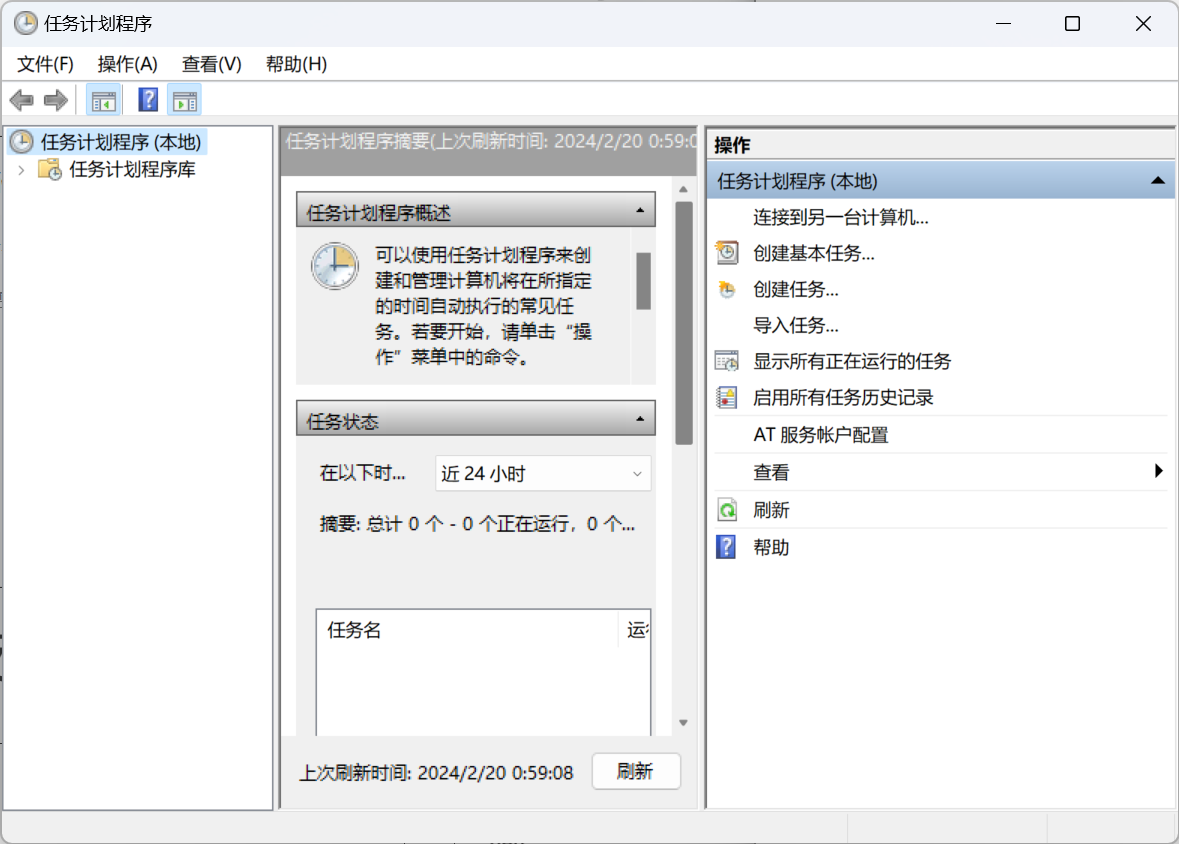 任务计划程序
文件(F) 操作(A) 查看(V) 帮助(H)
任务计划程序 (本地)
任务计划程序库
任务计划程序摘要(上次刷新时间: 2024/2/20 0:59:0
任务计划程序概述
可以使用任务计划程序来创
建和管理计算机将在所指定
的时间自动执行的常见任
务。若要开始，请单击“操
作”菜单中的命令。
任务状态
在以下时...
近 24 小时
摘要: 总计 0 个 - 0 个正在运行，0 个...
任务名
上次刷新时间: 2024/2/20 0:59:08
刷新
操作
任务计划程序 (本地)
连接到另一台计算机...
创建基本任务...
创建任务...
导入任务...
显示所有正在运行的任务
启用所有任务历史记录
AT 服务帐户配置
查看
刷新
帮助